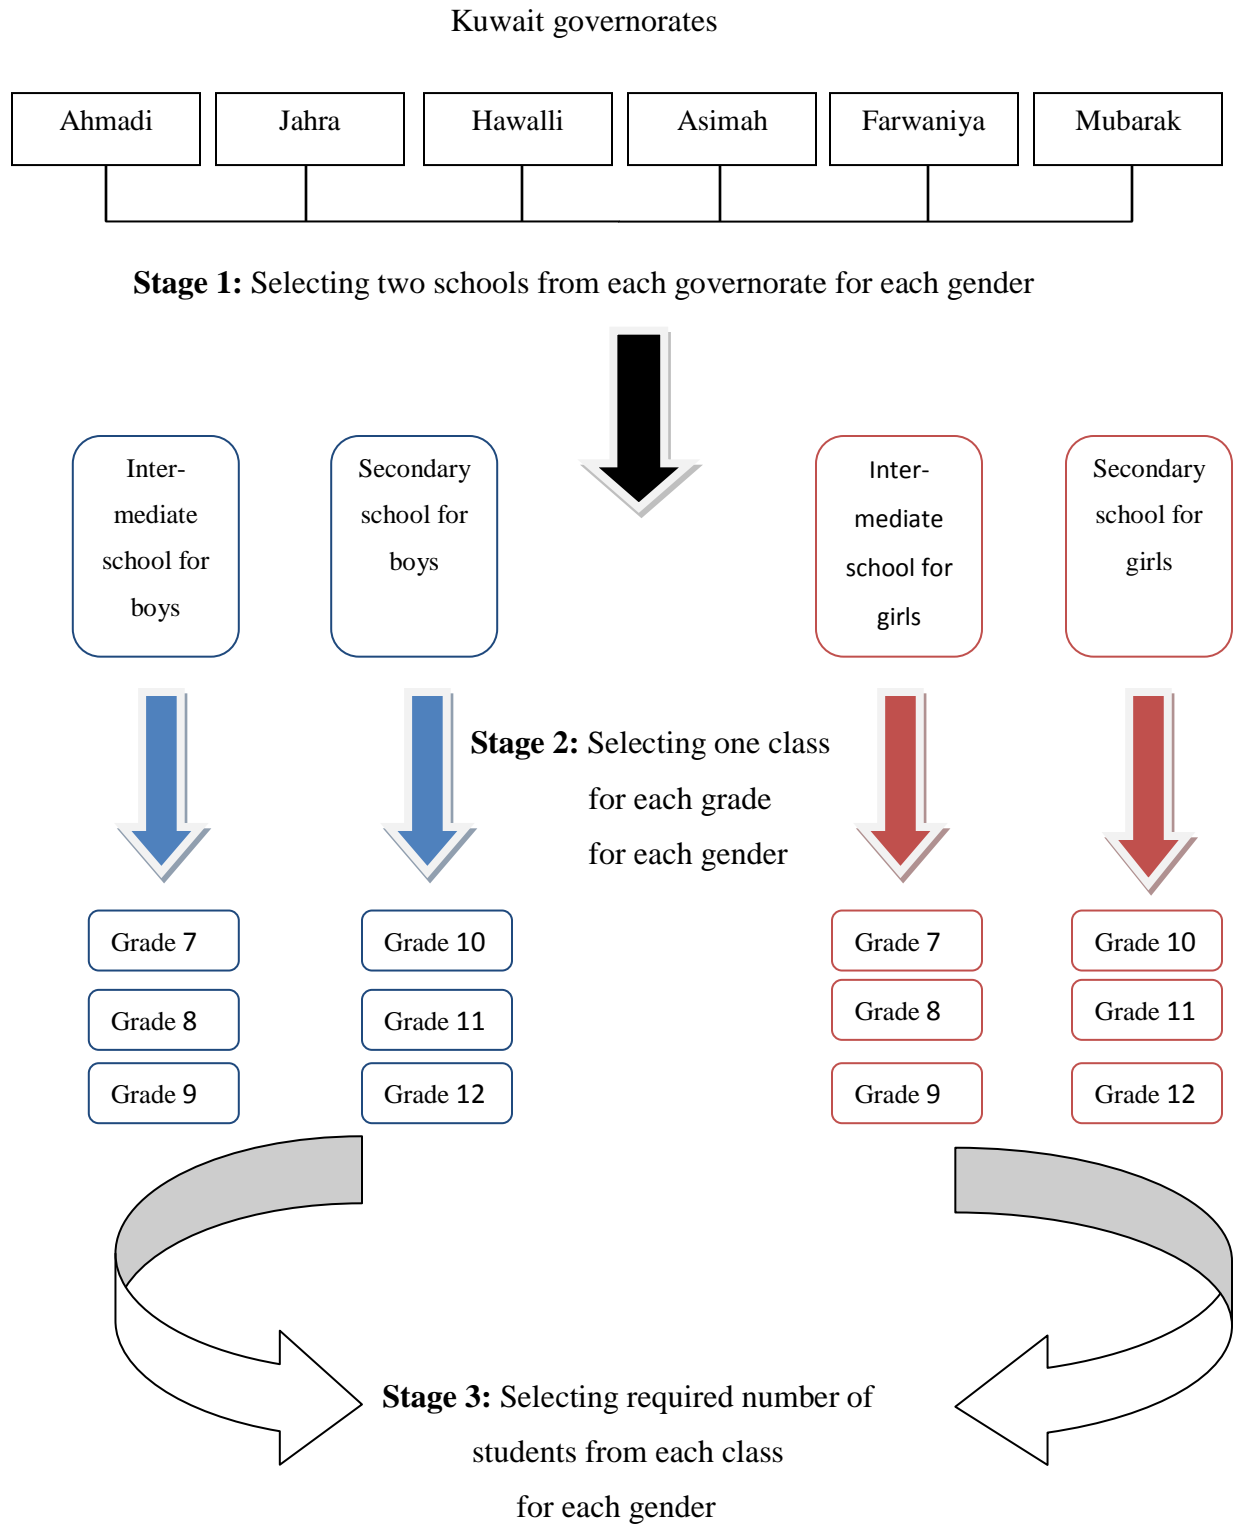 Kuwait governorates
Ahmadi
Jahra
Hawalli
Asimah
Farwaniya
Mubarak
Stage 1: Selecting two schools from each governorate for each gender
Inter-
mediate
school for
boys
Secondary
school for
boys
Inter-
mediate
school for
girls
Secondary
school for
girls
Stage 2: Selecting one class
for each grade
for each gender
Grade 7
Grade 10
Grade 7
Grade 10
Grade 8
Grade 11
Grade 8
Grade 11
Grade 9
Grade 12
Grade 9
Grade 12
Stage 3: Selecting required number of
students from each class
for each gender